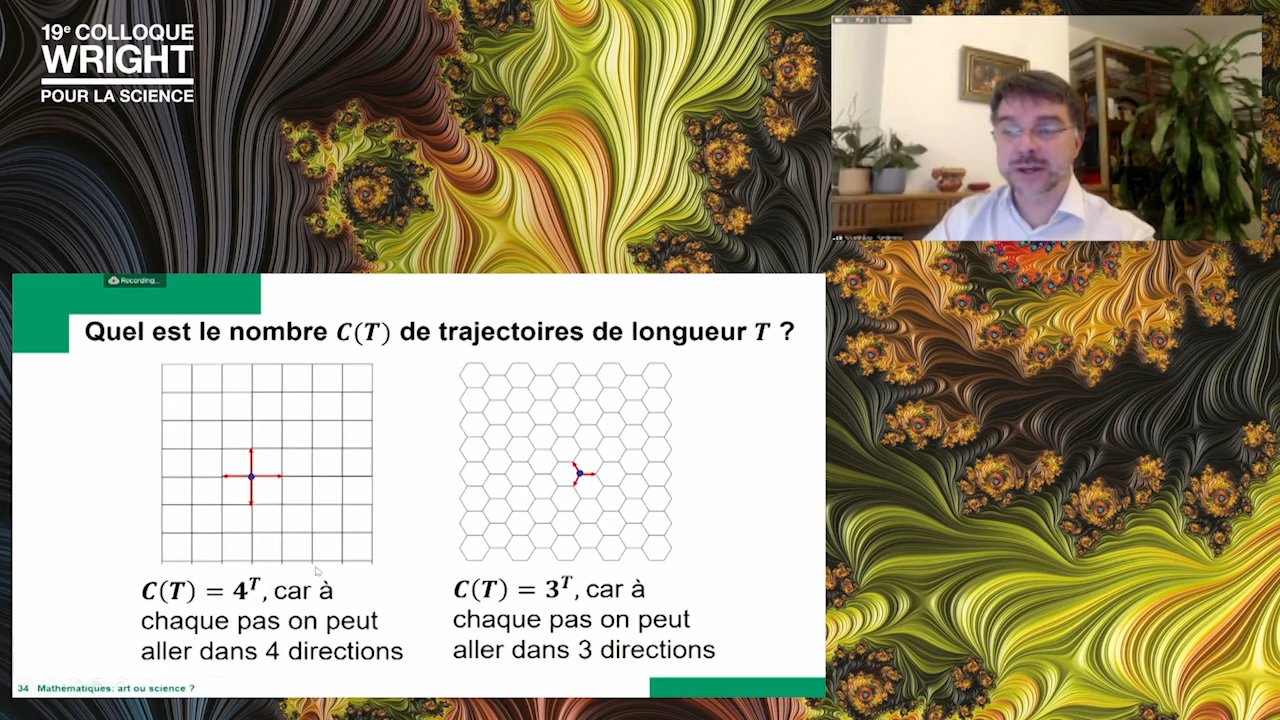 19e COLLOQUE
WRIGHT
POUR LA SCIENCE
Recording...
Quel est le nombre C(T) de trajectoires de longueur T ?
C(T) = 4^T, car à
chaque pas on peut
aller dans 4 directions
C(T) = 3^T, car à
chaque pas on peut
aller dans 3 directions
34 Mathématiques: art ou science ?